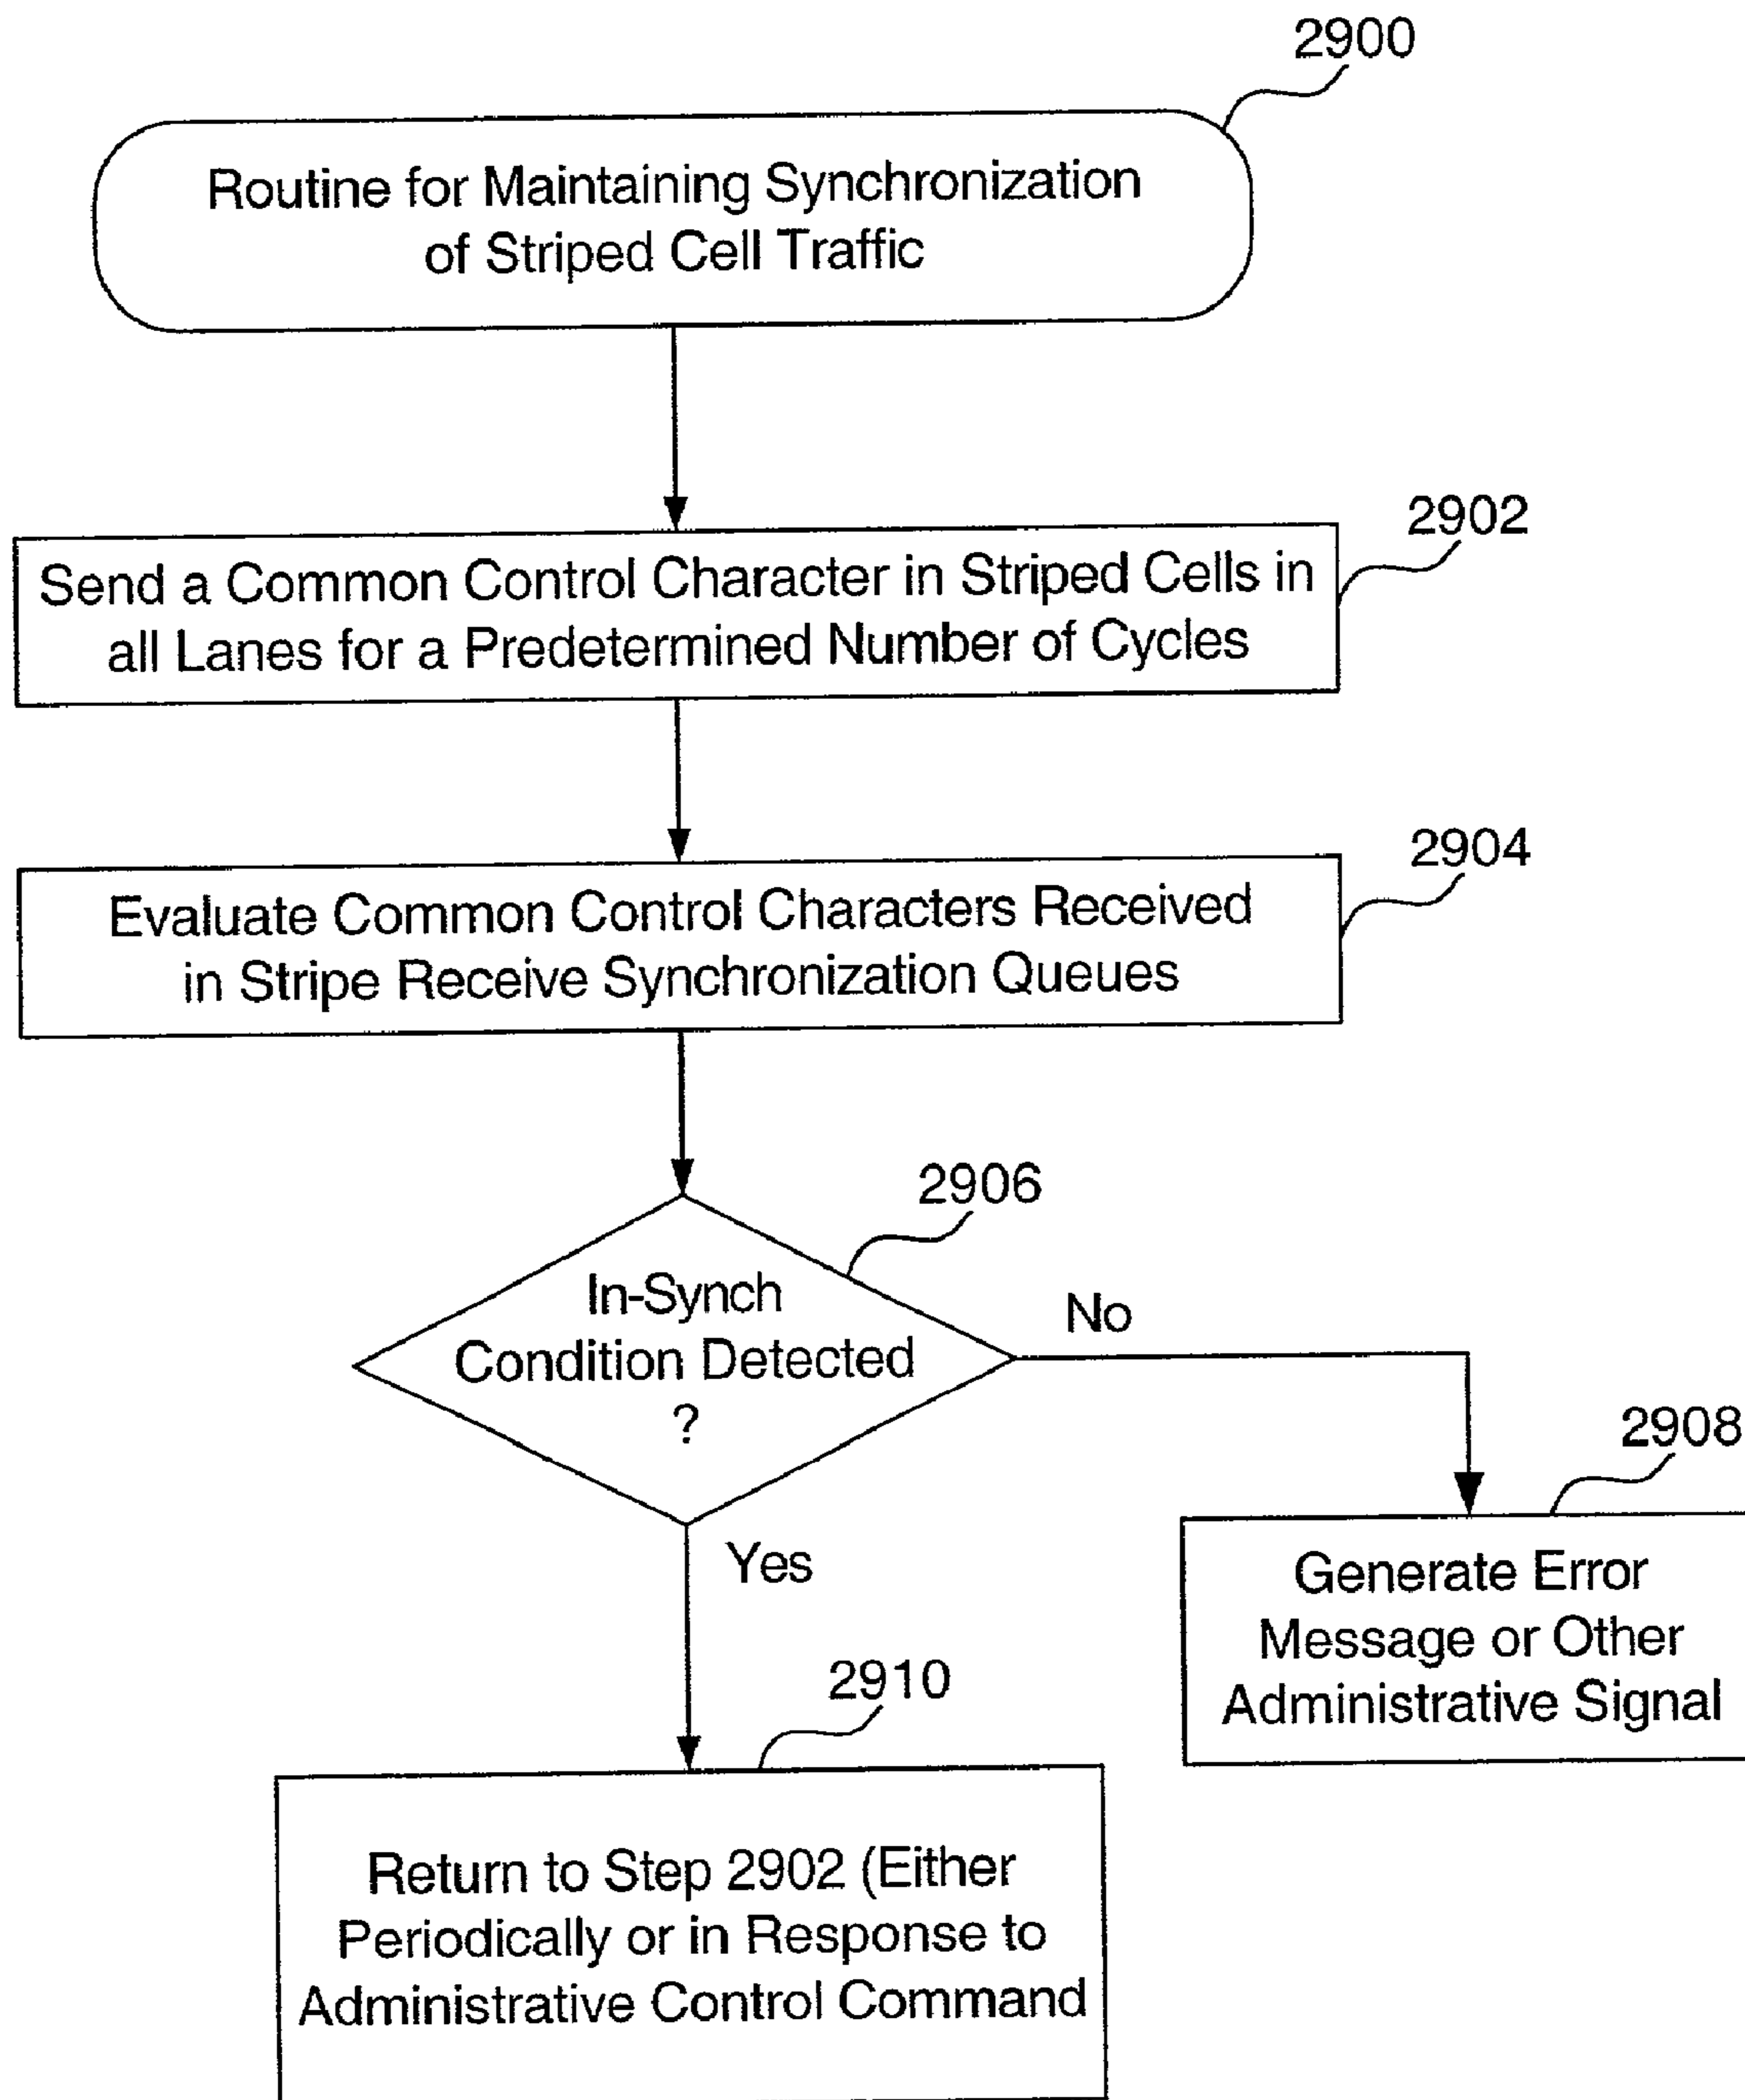 2900
Routine for Maintaining Synchronization
of Striped Cell Traffic
2902
Send a Common Control Character in Striped Cells in
all Lanes for a Predetermined Number of Cycles
2904
Evaluate Common Control Characters Received
in Stripe Receive Synchronization Queues
2906
In-Synch
Condition Detected
?
No
Yes
2908
Generate Error
Message or Other
Administrative Signal
2910
Return to Step 2902 (Either
Periodically or in Response to
Administrative Control Command